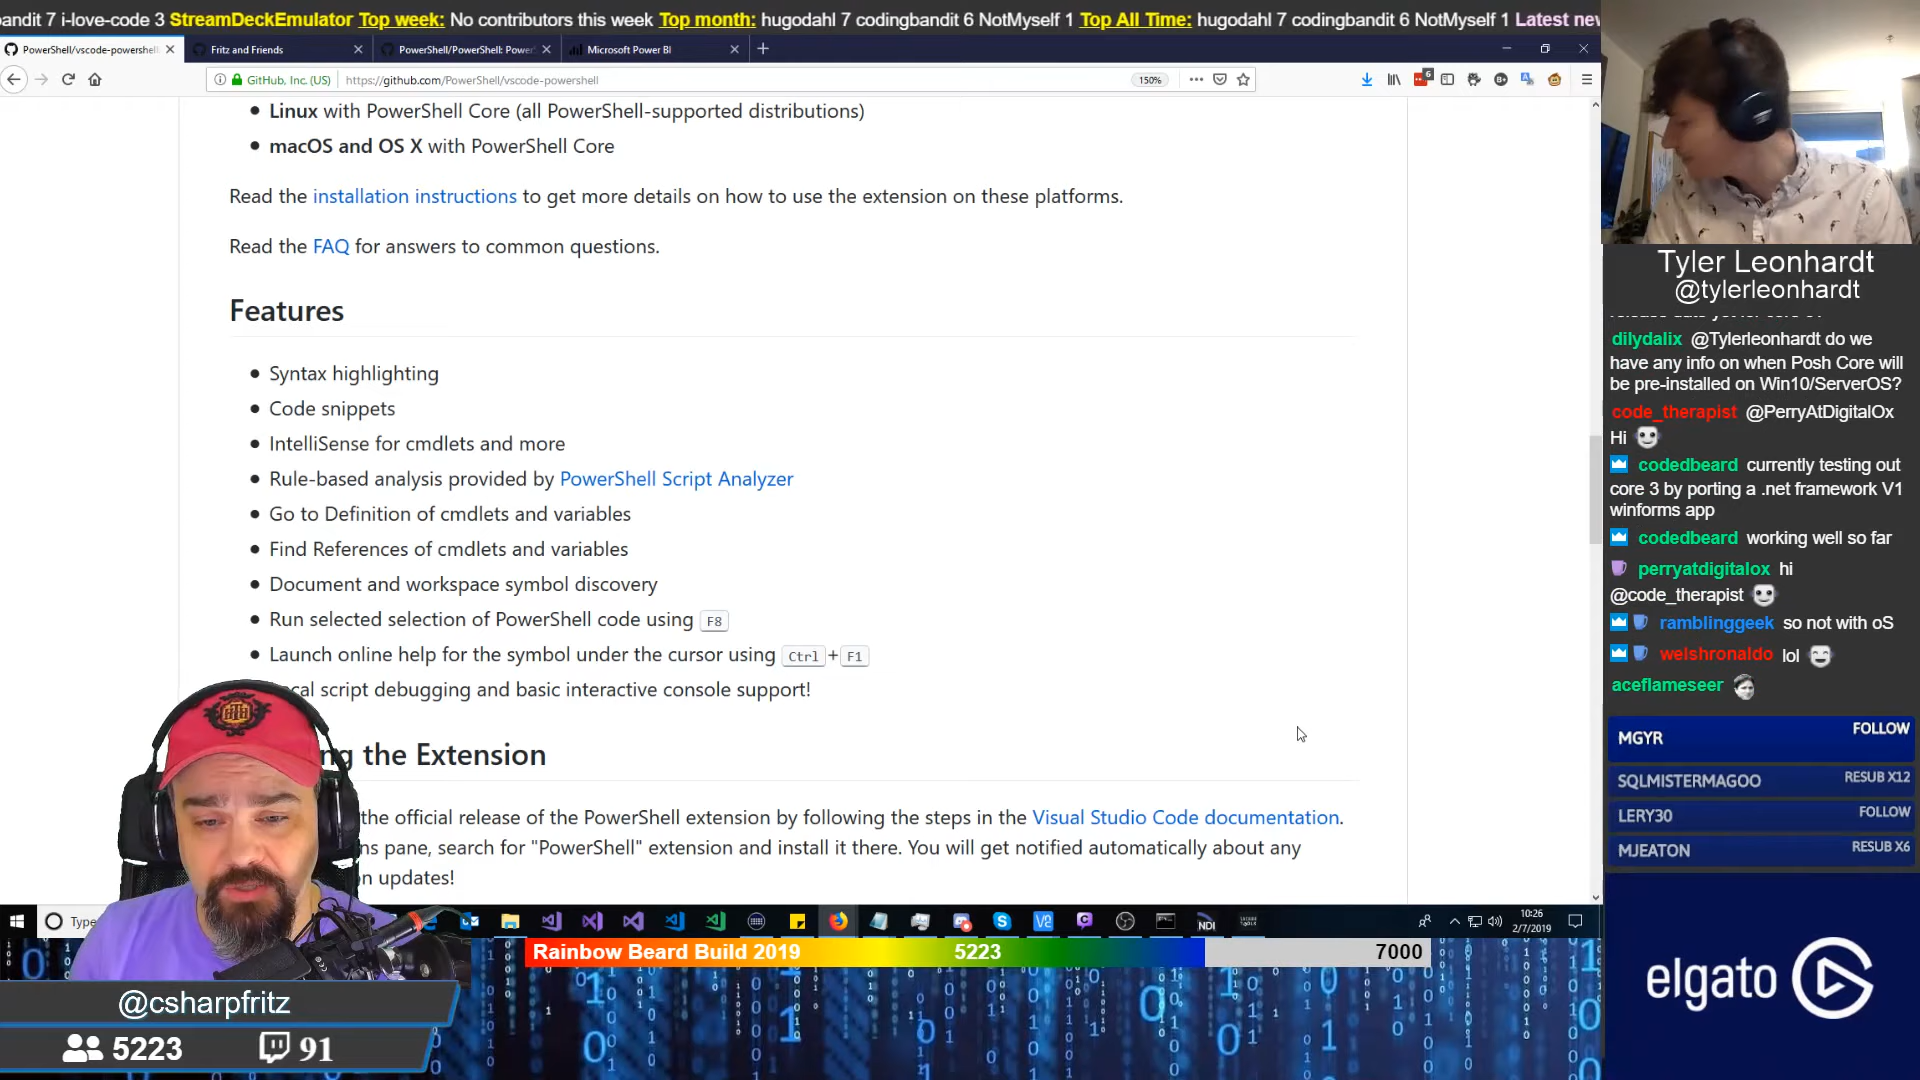 bandit 7 i-love-code 3 StreamDeckEmulator Top week: No contributors this week Top month: hugodahl 7 codingbandit 6 NotMyself 1 Top All Time: hugodahl 7 codingbandit 6 NotMyself 1 Latest
PowerShell/vscode-powershell
Fritz and Friends
PowerShell/PowerShell: Power
Microsoft Power BI
GitHub, Inc. (US)
https://github.com/PowerShell/vscode-powershell
150%
6
Linux with PowerShell Core (all PowerShell-supported distributions)
macOS and OS X with PowerShell Core
Read the installation instructions to get more details on how to use the extension on these platforms.
Read the FAQ for answers to common questions.
Features
Syntax highlighting
Code snippets
IntelliSense for cmdlets and more
Rule-based analysis provided by PowerShell Script Analyzer
Go to Definition of cmdlets and variables
Find References of cmdlets and variables
Document and workspace symbol discovery
Run selected selection of PowerShell code using F8
Launch online help for the symbol under the cursor using Ctrl + F1
script debugging and basic interactive console support!
the Extension
the official release of the PowerShell extension by following the steps in the Visual Studio Code documentation.
pane, search for "PowerShell" extension and install it there. You will get notified automatically about any
updates!
Tyler Leonhardt
@tylerleonhardt
dilydalix @Tylerleonhardt do we
have any info on when Posh Core will
be pre-installed on Win10/ServerOS?
code_therapist @PerryAtDigitalOx
Hi
codedbeard currently testing out
core 3 by porting a .net framework V1
winforms app
codedbeard working well so far
perryatdigitalox hi
@code_therapist
ramblinggeek so not with oS
welshronaldo lol
aceflameseer
MGYR FOLLOW
SQLMISTERMAGOO RESUB X12
LERY30 FOLLOW
MJEATON RESUB X6
elgato
Type
NDI
10:26
2/7/2019
Rainbow Beard Build 2019 5223 7000
@csharpfritz
5223 91